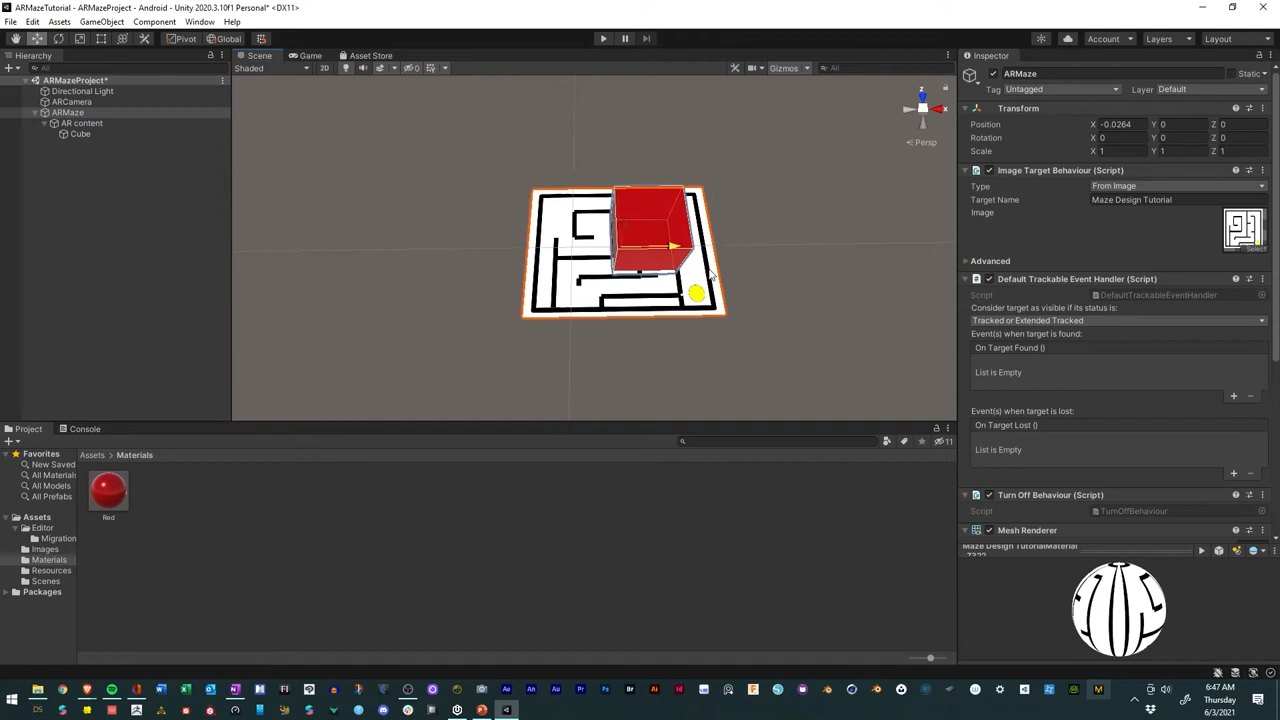 ARMazeTutorial - ARMazeProject* - Unity 2020.3.10f1 Personal* <DX11>
File Edit Assets GameObject Component Window Help
Pivot Global Account Layers Layout
Hierarchy Scene Game Asset Store Inspector
All Shaded 2D 0 Gizmos All
ARMaze Static
Tag Untagged Layer Default
ARMazeProject*
Directional Light
ARCamera
ARMaze
AR content
Cube
z
x
Persp
Transform
Position X -0.0264 Y 0 Z 0
Rotation X 0 Y 0 Z 0
Scale X 1 Y 1 Z 1
Image Target Behaviour (Script)
Type From Image
Target Name Maze Design Tutorial
Image
Select
Advanced
Default Trackable Event Handler (Script)
Script DefaultTrackableEventHandler
Consider target as visible if its status is:
Tracked or Extended Tracked
Event(s) when target is found:
On Target Found ()
List is Empty
Event(s) when target is lost:
On Target Lost ()
List is Empty
Turn Off Behaviour (Script)
Script TurnOffBehaviour
Mesh Renderer
Maze Design TutorialMaterial
Project Console
11
Favorites
New Saved
All Materials
All Models
All Prefabs
Assets
Editor
Migration
Images
Materials
Resources
Scenes
Packages
Assets > Materials
Red
6:47 AM
Thursday
6/3/2021